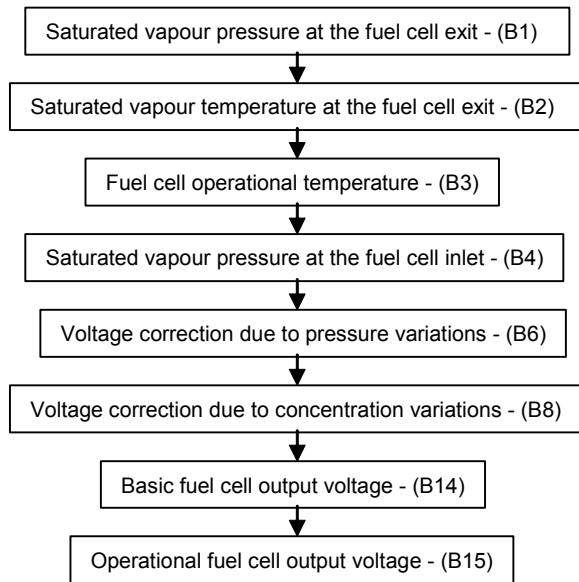 Saturated vapour pressure at the fuel cell exit - (B1)
Saturated vapour temperature at the fuel cell exit - (B2)
Fuel cell operational temperature - (B3)
Saturated vapour pressure at the fuel cell inlet - (B4)
Voltage correction due to pressure variations - (B6)
Voltage correction due to concentration variations - (B8)
Basic fuel cell output voltage - (B14)
Operational fuel cell output voltage - (B15)